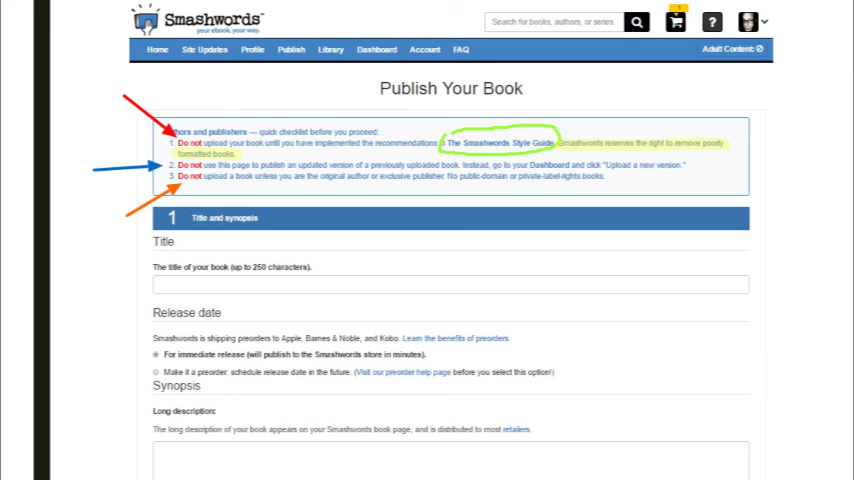 Smashwords™
your ebook. your way.
Search for books, authors, or series
1
?
Home Site Updates Profile Publish Library Dashboard Account FAQ Adult Content:
Publish Your Book
hors and publishers — quick checklist before you proceed:
1. Do not upload your book until you have implemented the recommendations in The Smashwords Style Guide. Smashwords reserves the right to remove poorly
formatted books.
2. Do not use this page to publish an updated version of a previously uploaded book. Instead, go to your Dashboard and click "Upload a new version."
3. Do not upload a book unless you are the original author or exclusive publisher. No public-domain or private-label-rights books.
1 Title and synopsis
Title
The title of your book (up to 250 characters).
Release date
Smashwords is shipping preorders to Apple, Barnes & Noble, and Kobo. Learn the benefits of preorders
For immediate release (will publish to the Smashwords store in minutes).
Make it a preorder: schedule release date in the future. (Visit our preorder help page before you select this option!)
Synopsis
Long description:
The long description of your book appears on your Smashwords book page, and is distributed to most retailers.